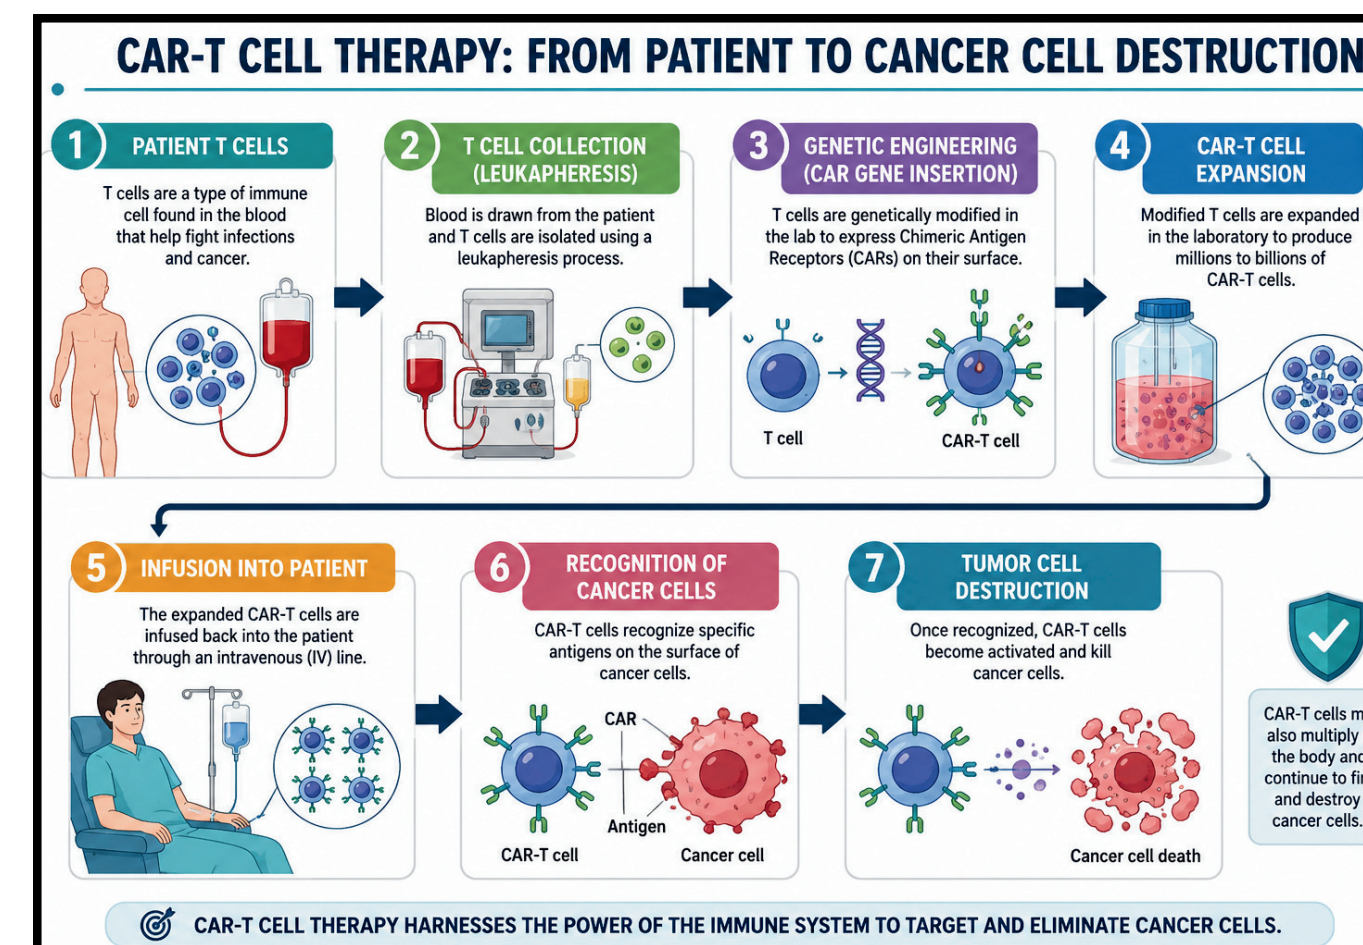 CAR-T CELL THERAPY: FROM PATIENT TO CANCER CELL DESTRUCTION
1
PATIENT T CELLS
T cells are a type of immune
cell found in the blood
that help fight infections
and cancer.
2
T CELL COLLECTION
(LEUKAPHERESIS)
Blood is drawn from the patient
and T cells are isolated using a
leukapheresis process.
3
GENETIC ENGINEERING
(CAR GENE INSERTION)
T cells are genetically modified in
the lab to express Chimeric Antigen
Receptors (CARs) on their surface.
T cell
CAR-T cell
4
CAR-T CELL
EXPANSION
Modified T cells are expanded
in the laboratory to produce
millions to billions of
CAR-T cells.
5
INFUSION INTO PATIENT
The expanded CAR-T cells are
infused back into the patient
through an intravenous (IV) line.
6
RECOGNITION OF
CANCER CELLS
CAR-T cells recognize specific
antigens on the surface of
cancer cells.
CAR
Antigen
CAR-T cell
Cancer cell
7
TUMOR CELL
DESTRUCTION
Once recognized, CAR-T cells
become activated and kill
cancer cells.
Cancer cell death
CAR-T cells
also multiply
the body and
continue to
and destroy
cancer cells.
CAR-T CELL THERAPY HARNESSES THE POWER OF THE IMMUNE SYSTEM TO TARGET AND ELIMINATE CANCER CELLS.